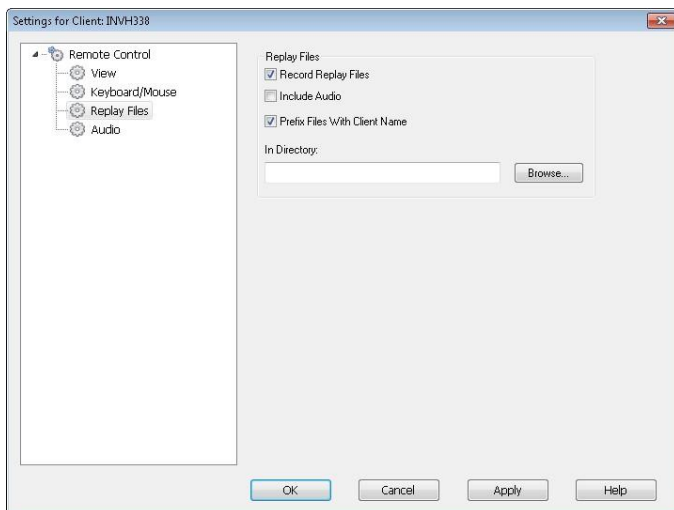 Settings for Client: INVH338
Remote Control
View
Keyboard/Mouse
Replay Files
Audio
Replay Files
Record Replay Files
Include Audio
Prefix Files With Client Name
In Directory:
Browse...
OK
Cancel
Apply
Help